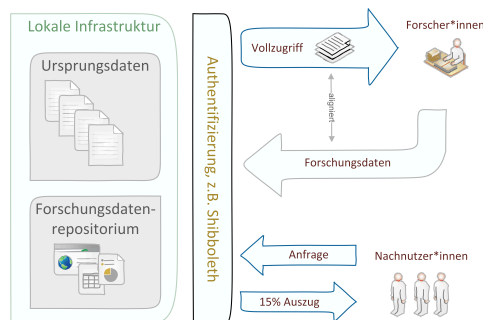 Lokale Infrastruktur
Ursprungsdaten
Forschungsdaten-
repositorium
Authentifizierung, z.B. Shibboleth
Vollzugriff
Forscher*innen
aligniert
Forschungsdaten
Anfrage
Nachnutzer*innen
15% Auszug